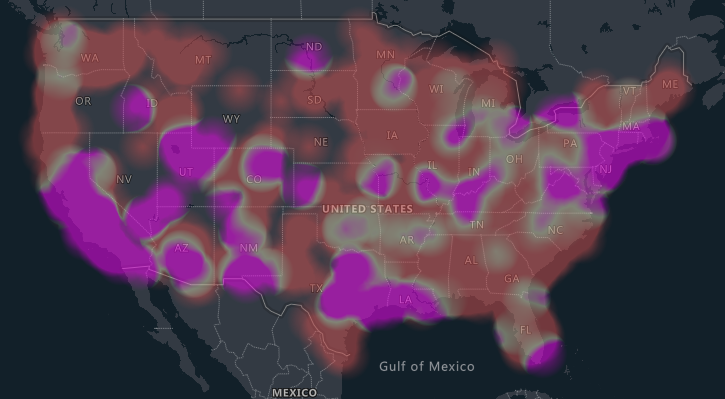 ND
WA
MT
MN
ME
OR
ID
SD
WI
VT
MI
WY
MA
IA
NE
PA
OH
UT
CO
IL
IN
NJ
NV
UNITED STATES
TN
NC
AZ
NM
AR
AL
GA
TX
LA
FL
Gulf of Mexico
MEXICO